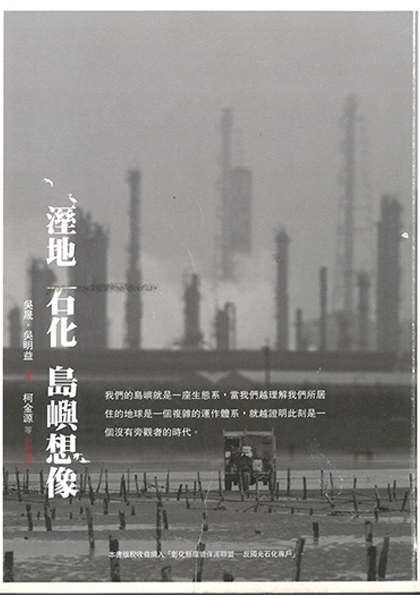 溼地 石化 島嶼想像
吳晟・吳明益
柯金源 等
我們的島嶼就是一座生態系，當我們越理解我們所居
住的地球是一個複雜的運作體系，就越證明此刻是一
個沒有旁觀者的時代。
本書版稅收益歸入「彰化縣環境保護聯盟—反國光石化專戶」